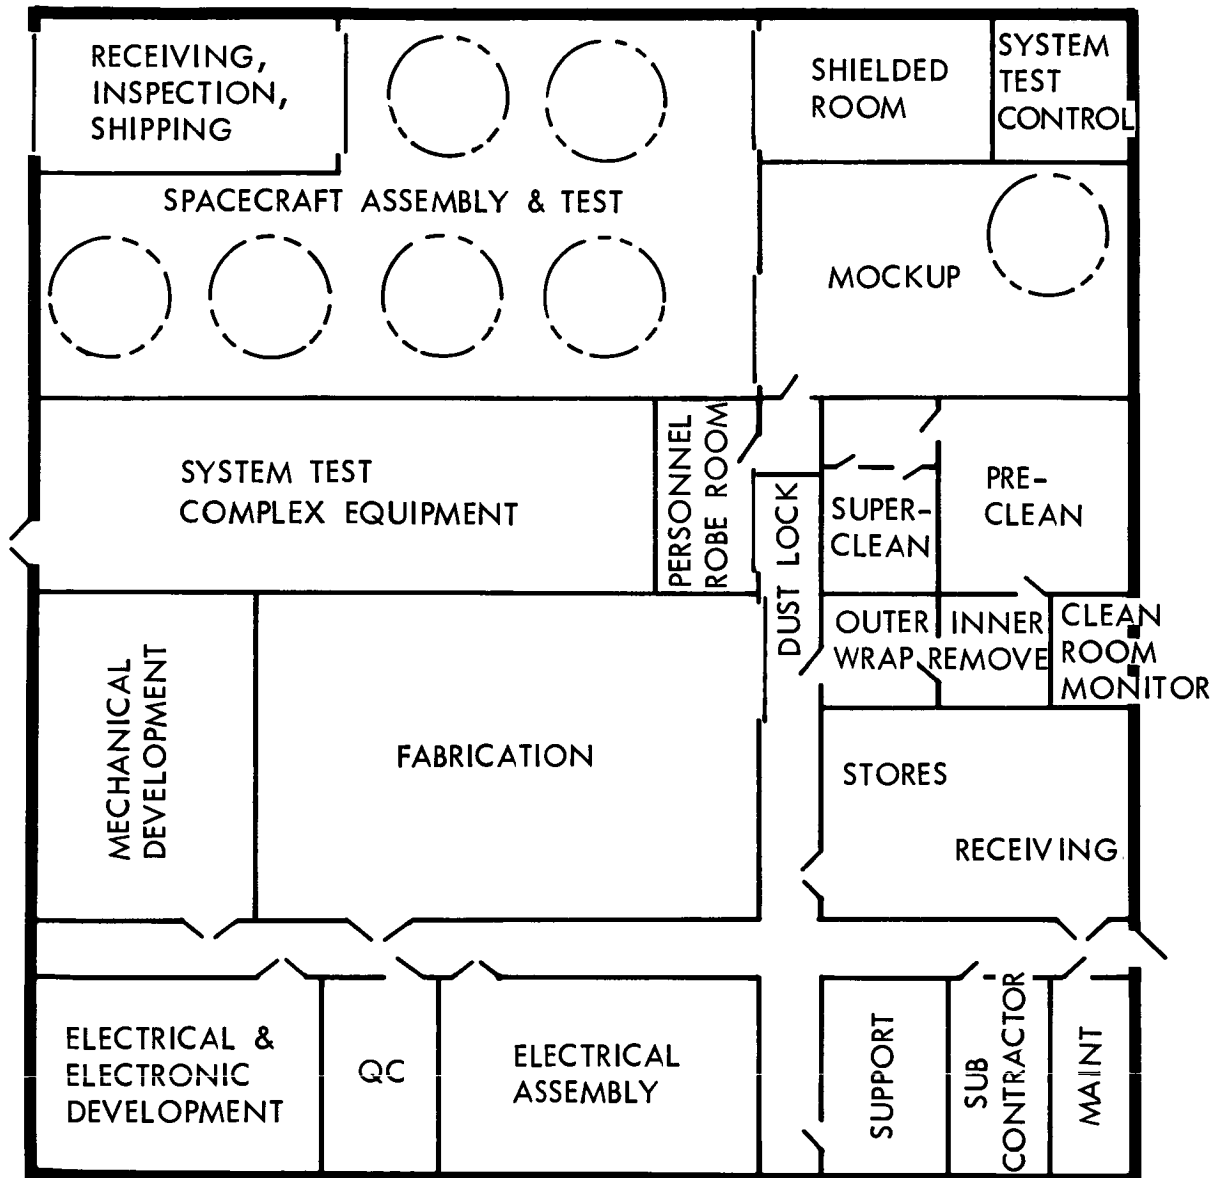 RECEIVING,
INSPECTION,
SHIPPING
SHIELDED
ROOM
SYSTEM
TEST
CONTROL
SPACECRAFT ASSEMBLY & TEST
MOCKUP
SYSTEM TEST
COMPLEX EQUIPMENT
PERSONNEL
ROBE ROOM
DUST LOCK
SUPER-
CLEAN
PRE-
CLEAN
OUTER
WRAP
INNER
REMOVE
CLEAN
ROOM
MONITOR
MECHANICAL
DEVELOPMENT
FABRICATION
STORES
RECEIVING
ELECTRICAL &
ELECTRONIC
DEVELOPMENT
QC
ELECTRICAL
ASSEMBLY
SUPPORT
SUB
CONTRACTOR
MAINT